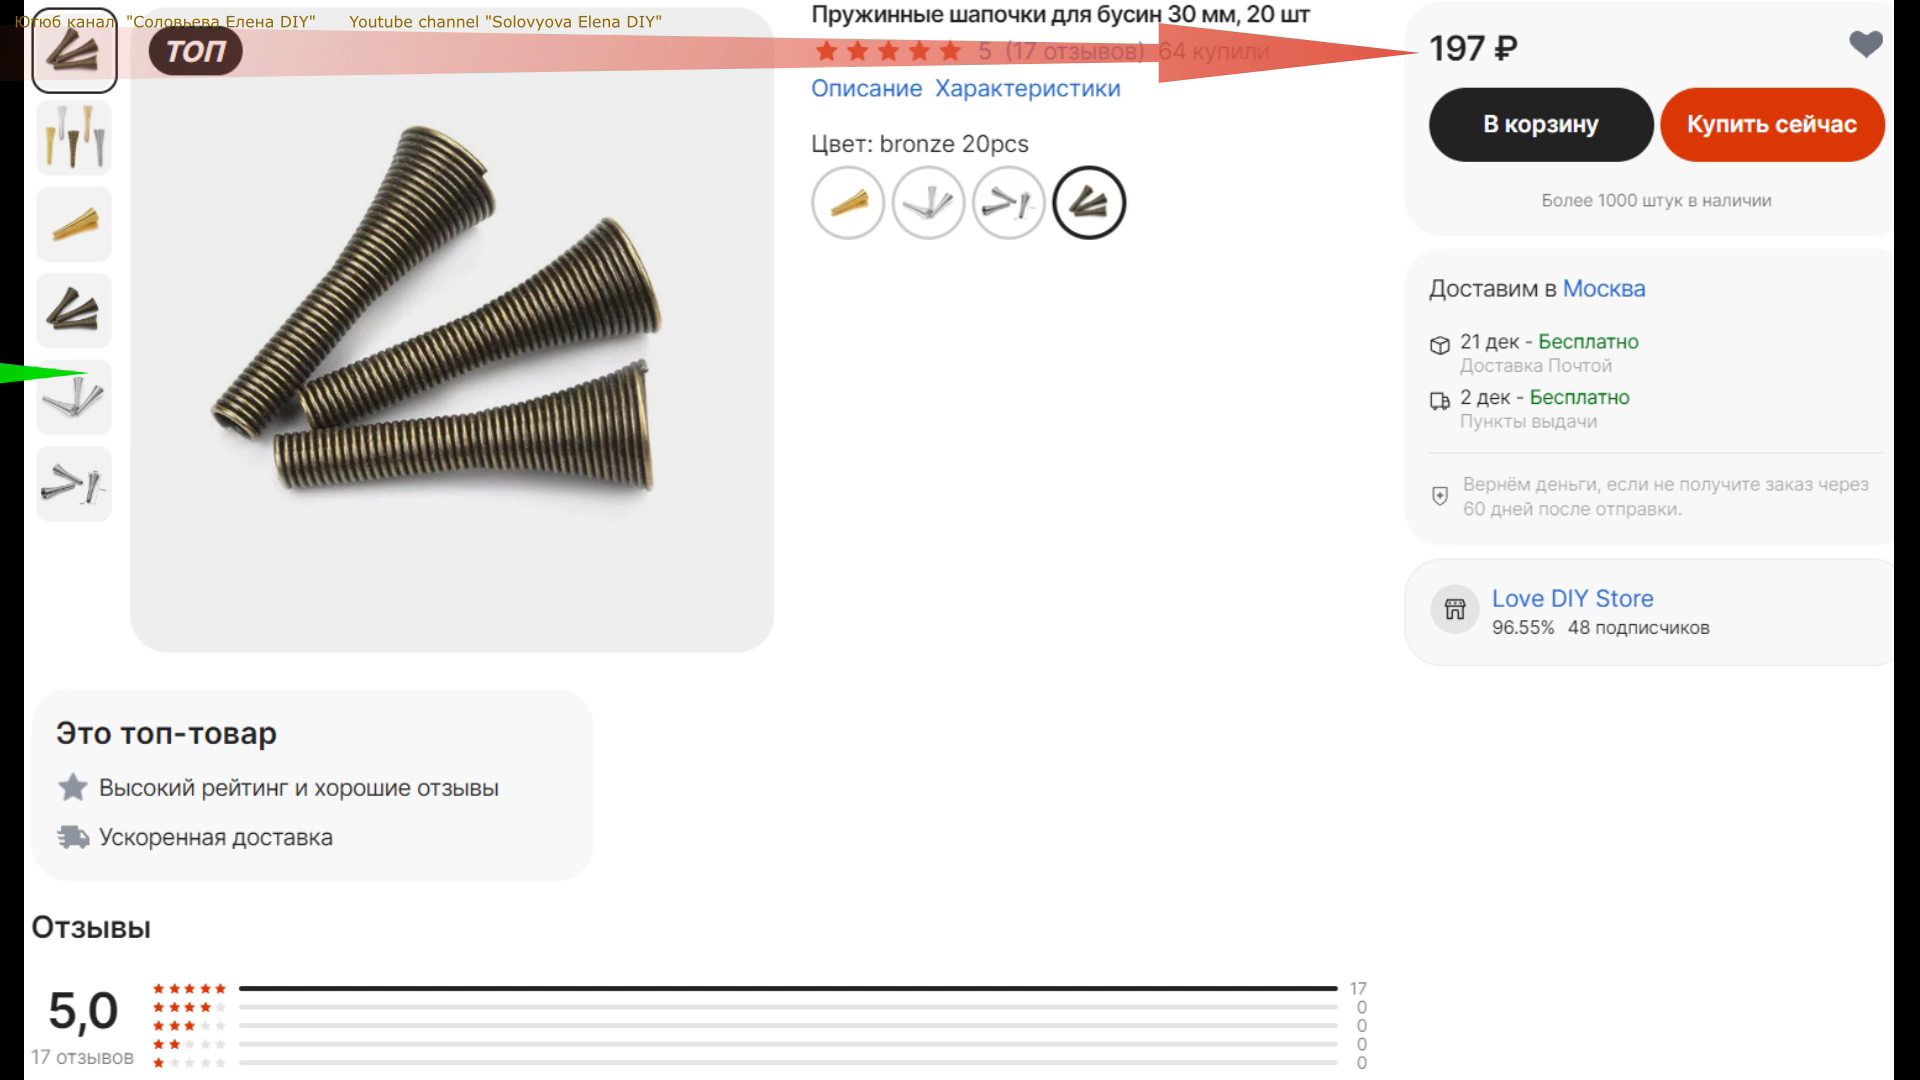 Ютюб канал "Соловьева Елена DIY" Youtube channel "Solovyova Elena DIY"
ТОП
Пружинные шапочки для бусин 30 мм, 20 шт
5 (17 отзывов) 64 купили
Описание Характеристики
Цвет: bronze 20pcs
197 ₽
В корзину
Купить сейчас
Более 1000 штук в наличии
Доставим в Москва
21 дек - Бесплатно
Доставка Почтой
2 дек - Бесплатно
Пункты выдачи
Вернём деньги, если не получите заказ через
60 дней после отправки.
Love DIY Store
96.55% 48 подписчиков
Это топ-товар
Высокий рейтинг и хорошие отзывы
Ускоренная доставка
Отзывы
5,0
17 отзывов
17
0
0
0
0